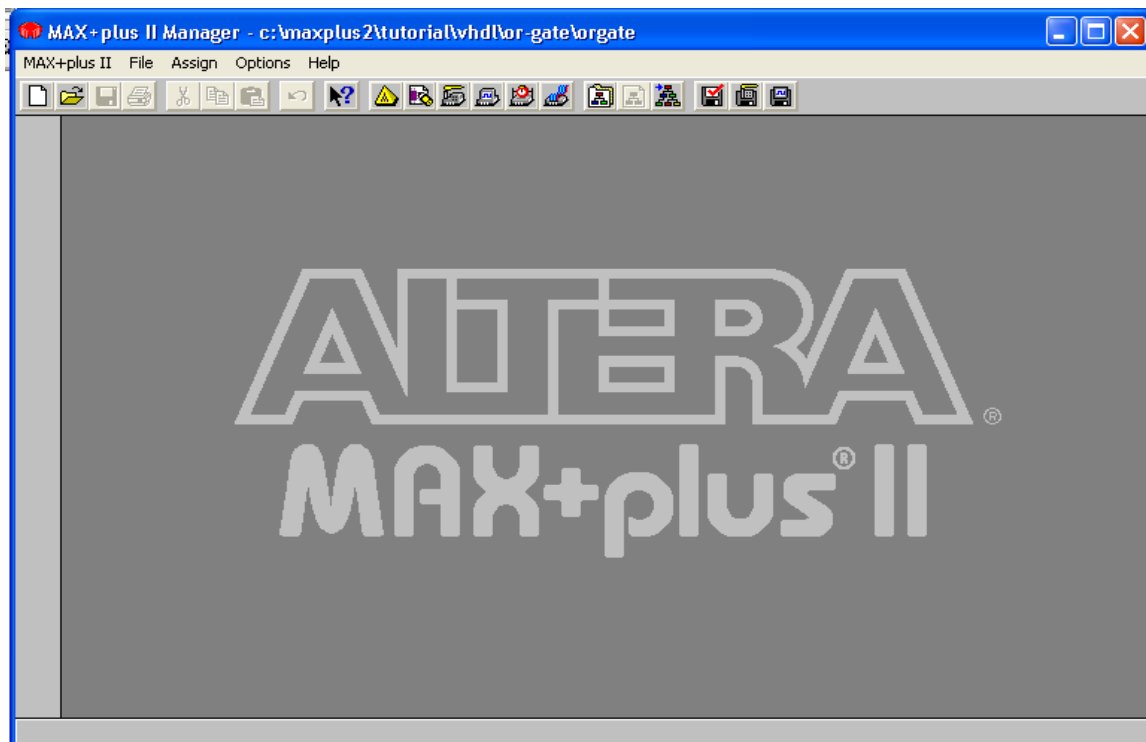 MAX+plus II Manager - c:\maxplus2\tutorial\vhdl\or-gate\orgate
MAX+plus II File Assign Options Help
ALTERA®
MAX+plus® II